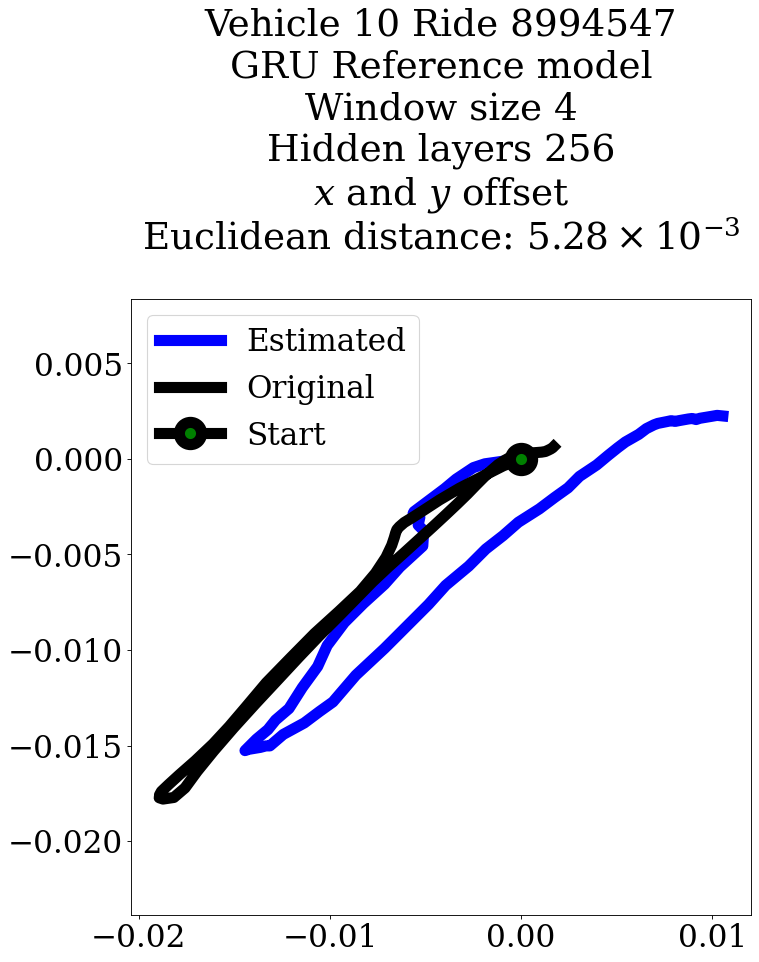 Vehicle 10 Ride 8994547
GRU Reference model
Window size 4
Hidden layers 256
x and y offset
Euclidean distance: 5.28 × 10⁻³
Estimated
Original
Start
0.005
0.000
−0.005
−0.010
−0.015
−0.020
−0.02 −0.01 0.00 0.01